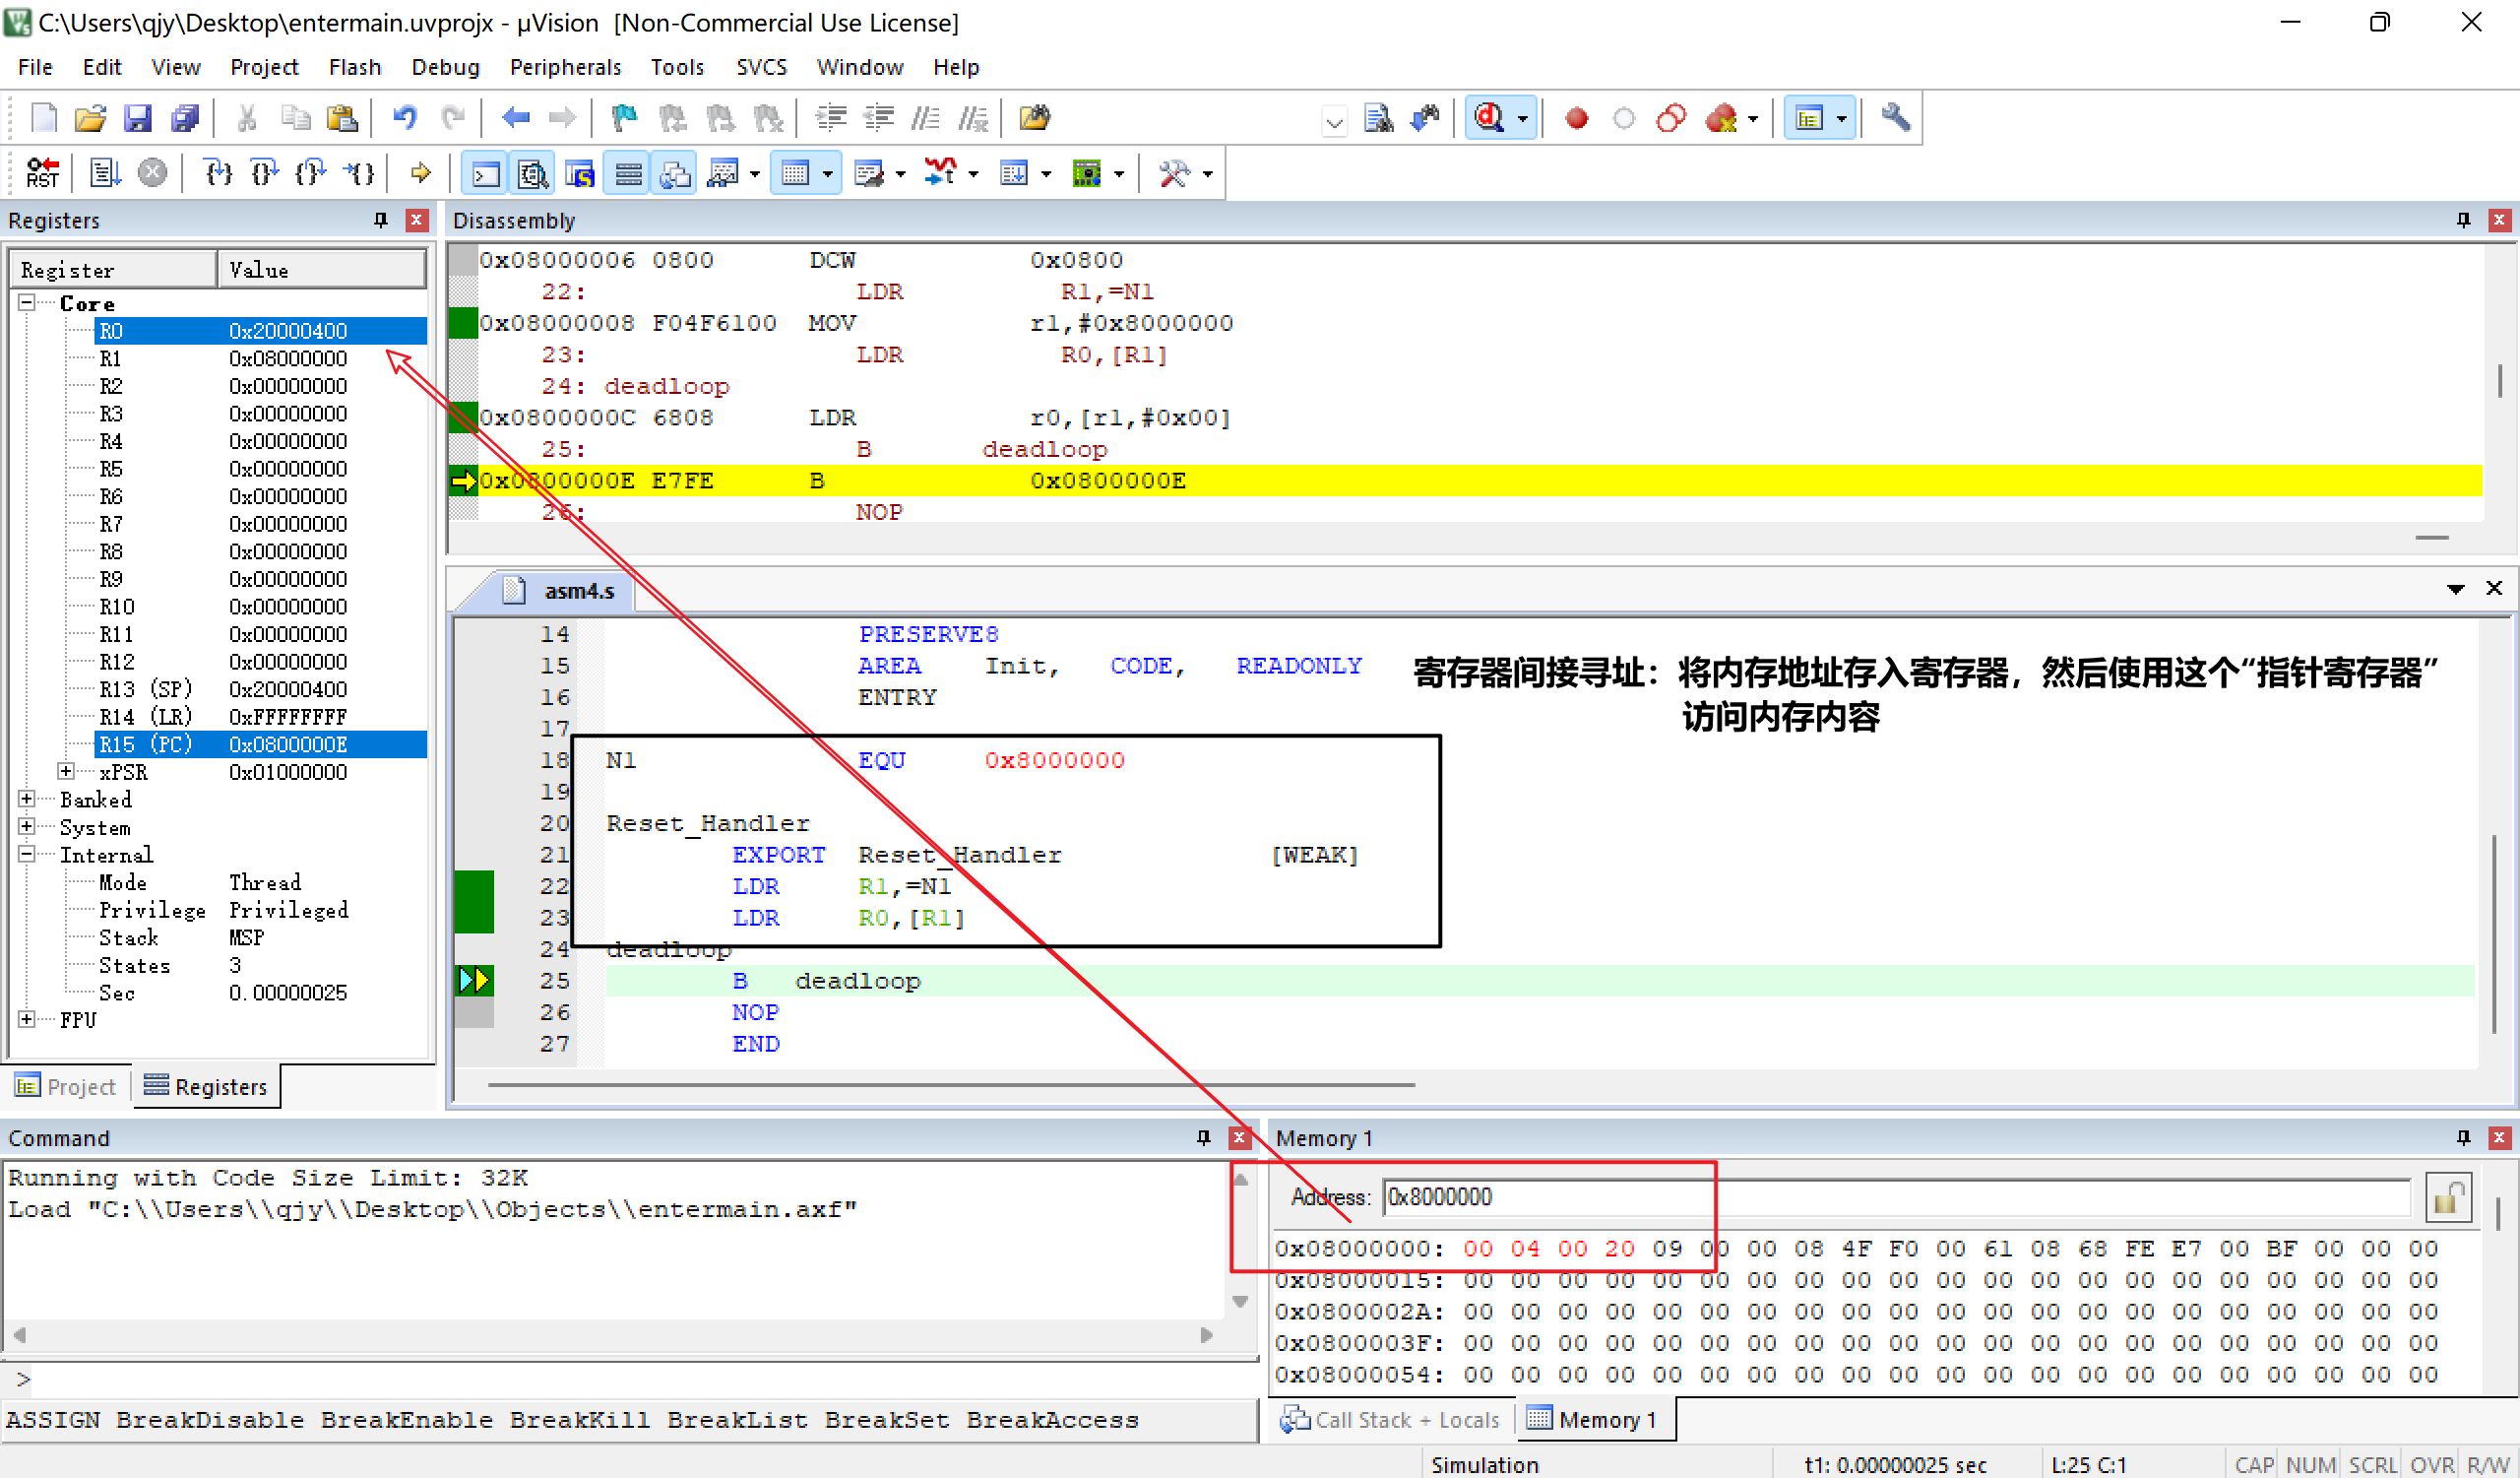 C:\Users\qjy\Desktop\entermain.uvprojx - µVision  [Non-Commercial Use License]
File Edit View Project Flash Debug Peripherals Tools SVCS Window Help
Registers
Register Value
Core
R0 0x20000400
R1 0x08000000
R2 0x00000000
R3 0x00000000
R4 0x00000000
R5 0x00000000
R6 0x00000000
R7 0x00000000
R8 0x00000000
R9 0x00000000
R10 0x00000000
R11 0x00000000
R12 0x00000000
R13 (SP) 0x20000400
R14 (LR) 0xFFFFFFFF
R15 (PC) 0x0800000E
xPSR 0x01000000
Banked
System
Internal
Mode Thread
Privilege Privileged
Stack MSP
States 3
Sec 0.00000025
FPU
Project Registers
Disassembly
0x08000006 0800 DCW 0x0800
22: LDR R1,=N1
0x08000008 F04F6100 MOV r1,#0x8000000
23: LDR R0,[R1]
24: deadloop
0x0800000C 6808 LDR r0,[r1,#0x00]
25: B deadloop
0x0800000E E7FE B 0x0800000E
26: NOP
asm4.s
14 PRESERVE8
15 AREA Init, CODE, READONLY
16 ENTRY
17
18 N1 EQU 0x8000000
19
20 Reset_Handler
21 EXPORT Reset_Handler [WEAK]
22 LDR R1,=N1
23 LDR R0,[R1]
24 deadloop
25 B deadloop
26 NOP
27 END
寄存器间接寻址：将内存地址存入寄存器，然后使用这个“指针寄存器”
访问内存内容
Command
Running with Code Size Limit: 32K
Load "C:\\Users\\qjy\\Desktop\\Objects\\entermain.axf"
>
ASSIGN BreakDisable BreakEnable BreakKill BreakList BreakSet BreakAccess
Memory 1
Address: 0x8000000
0x08000000: 00 04 00 20 09 00 00 08 4F F0 00 61 08 68 FE E7 00 BF 00 00 00
0x08000015: 00 00 00 00 00 00 00 00 00 00 00 00 00 00 00 00 00 00 00 00 00
0x0800002A: 00 00 00 00 00 00 00 00 00 00 00 00 00 00 00 00 00 00 00 00 00
0x0800003F: 00 00 00 00 00 00 00 00 00 00 00 00 00 00 00 00 00 00 00 00 00
0x08000054: 00 00 00 00 00 00 00 00 00 00 00 00 00 00 00 00 00 00 00 00 00
Call Stack + Locals Memory 1
Simulation t1: 0.00000025 sec L:25 C:1 CAP NUM SCRL OVR R/W